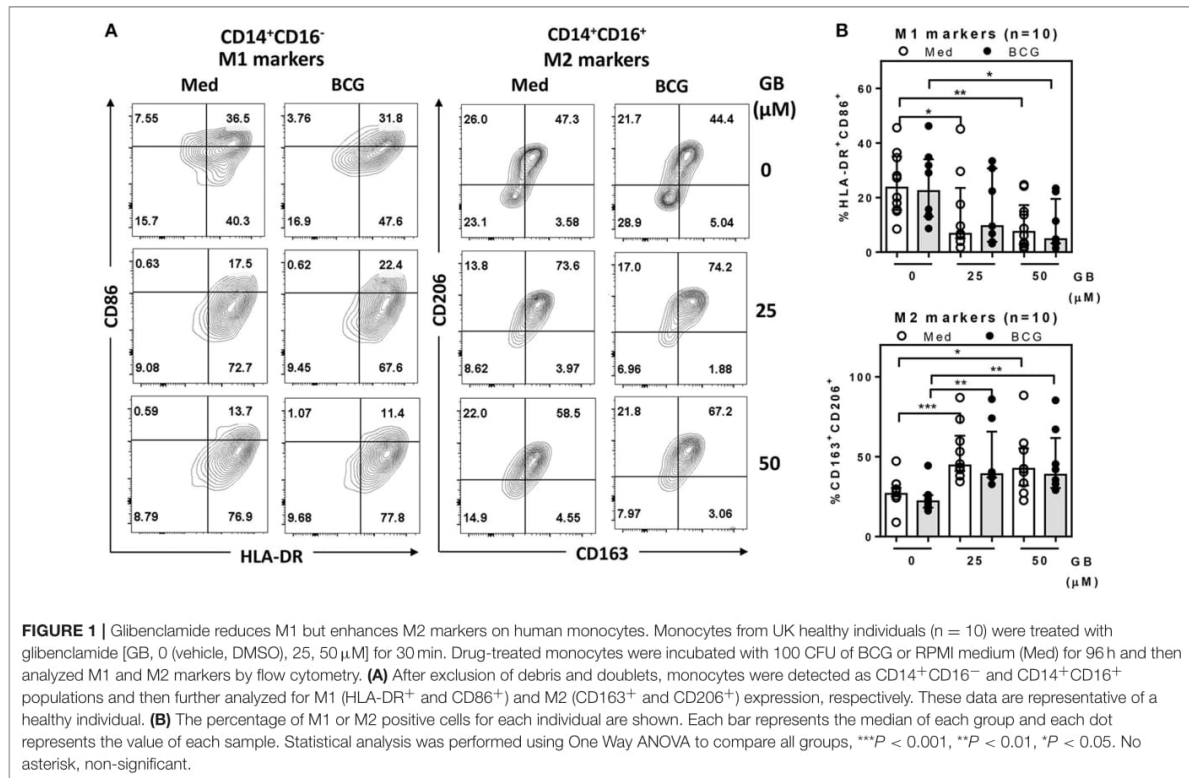 A
CD14+CD16-
M1 markers
CD14+CD16+
M2 markers
Med
BCG
Med
BCG
GB
(μM)
7.55 36.5
15.7 40.3
3.76 31.8
16.9 47.6
26.0 47.3
23.1 3.58
21.7 44.4
28.9 5.04
0
0.63 17.5
9.08 72.7
0.62 22.4
9.45 67.6
13.8 73.6
8.62 3.97
17.0 74.2
6.96 1.88
25
0.59 13.7
8.79 76.9
1.07 11.4
9.68 77.8
22.0 58.5
14.9 4.55
21.8 67.2
7.97 3.06
50
CD86
HLA-DR
CD206
CD163
B
M1 markers (n=10)
Med BCG
%HLA-DR+CD86+
60
40
20
0
*
**
*
0 25 50 GB
(μM)
M2 markers (n=10)
Med BCG
%CD163+CD206+
100
50
0
*
**
**
***
0 25 50 GB
(μM)
FIGURE 1 | Glibenclamide reduces M1 but enhances M2 markers on human monocytes. Monocytes from UK healthy individuals (n = 10) were treated with
glibenclamide [GB, 0 (vehicle, DMSO), 25, 50 μM] for 30 min. Drug-treated monocytes were incubated with 100 CFU of BCG or RPMI medium (Med) for 96 h and then
analyzed M1 and M2 markers by flow cytometry. (A) After exclusion of debris and doublets, monocytes were detected as CD14+CD16− and CD14+CD16+
populations and then further analyzed for M1 (HLA-DR+ and CD86+) and M2 (CD163+ and CD206+) expression, respectively. These data are representative of a
healthy individual. (B) The percentage of M1 or M2 positive cells for each individual are shown. Each bar represents the median of each group and each dot
represents the value of each sample. Statistical analysis was performed using One Way ANOVA to compare all groups, ***P < 0.001, **P < 0.01, *P < 0.05. No
asterisk, non-significant.